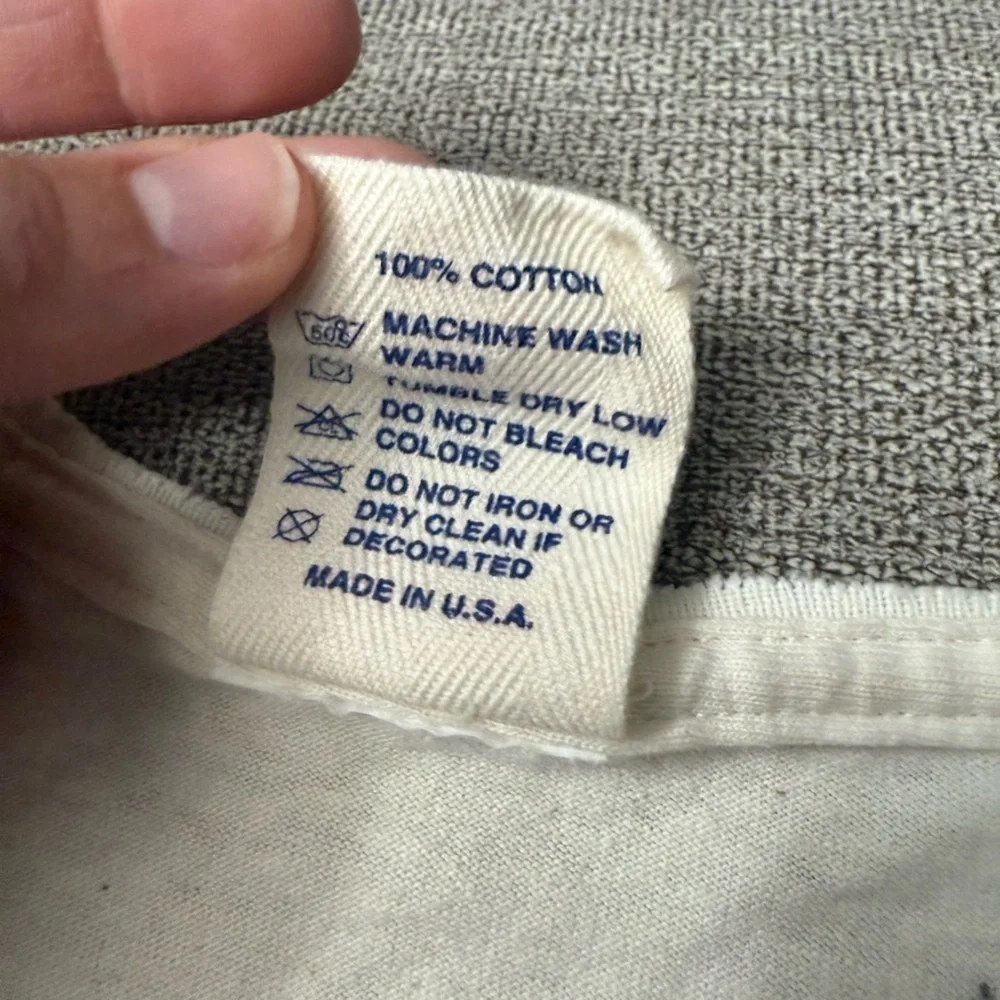 100% COTTON
MACHINE WASH
WARM
TUMBLE DRY LOW
DO NOT BLEACH
COLORS
DO NOT IRON OR
DRY CLEAN IF
DECORATED
MADE IN U.S.A.